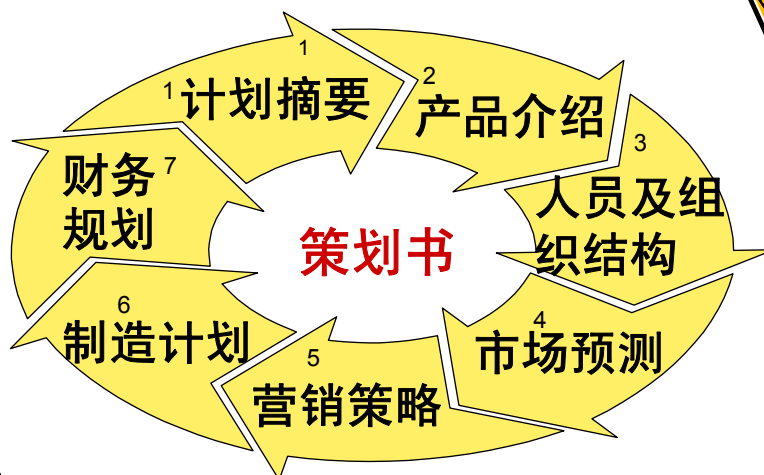 1
1 计划摘要
2
产品介绍
3
人员及组
织结构
4
市场预测
5
营销策略
6
制造计划
财务 7
规划
策划书